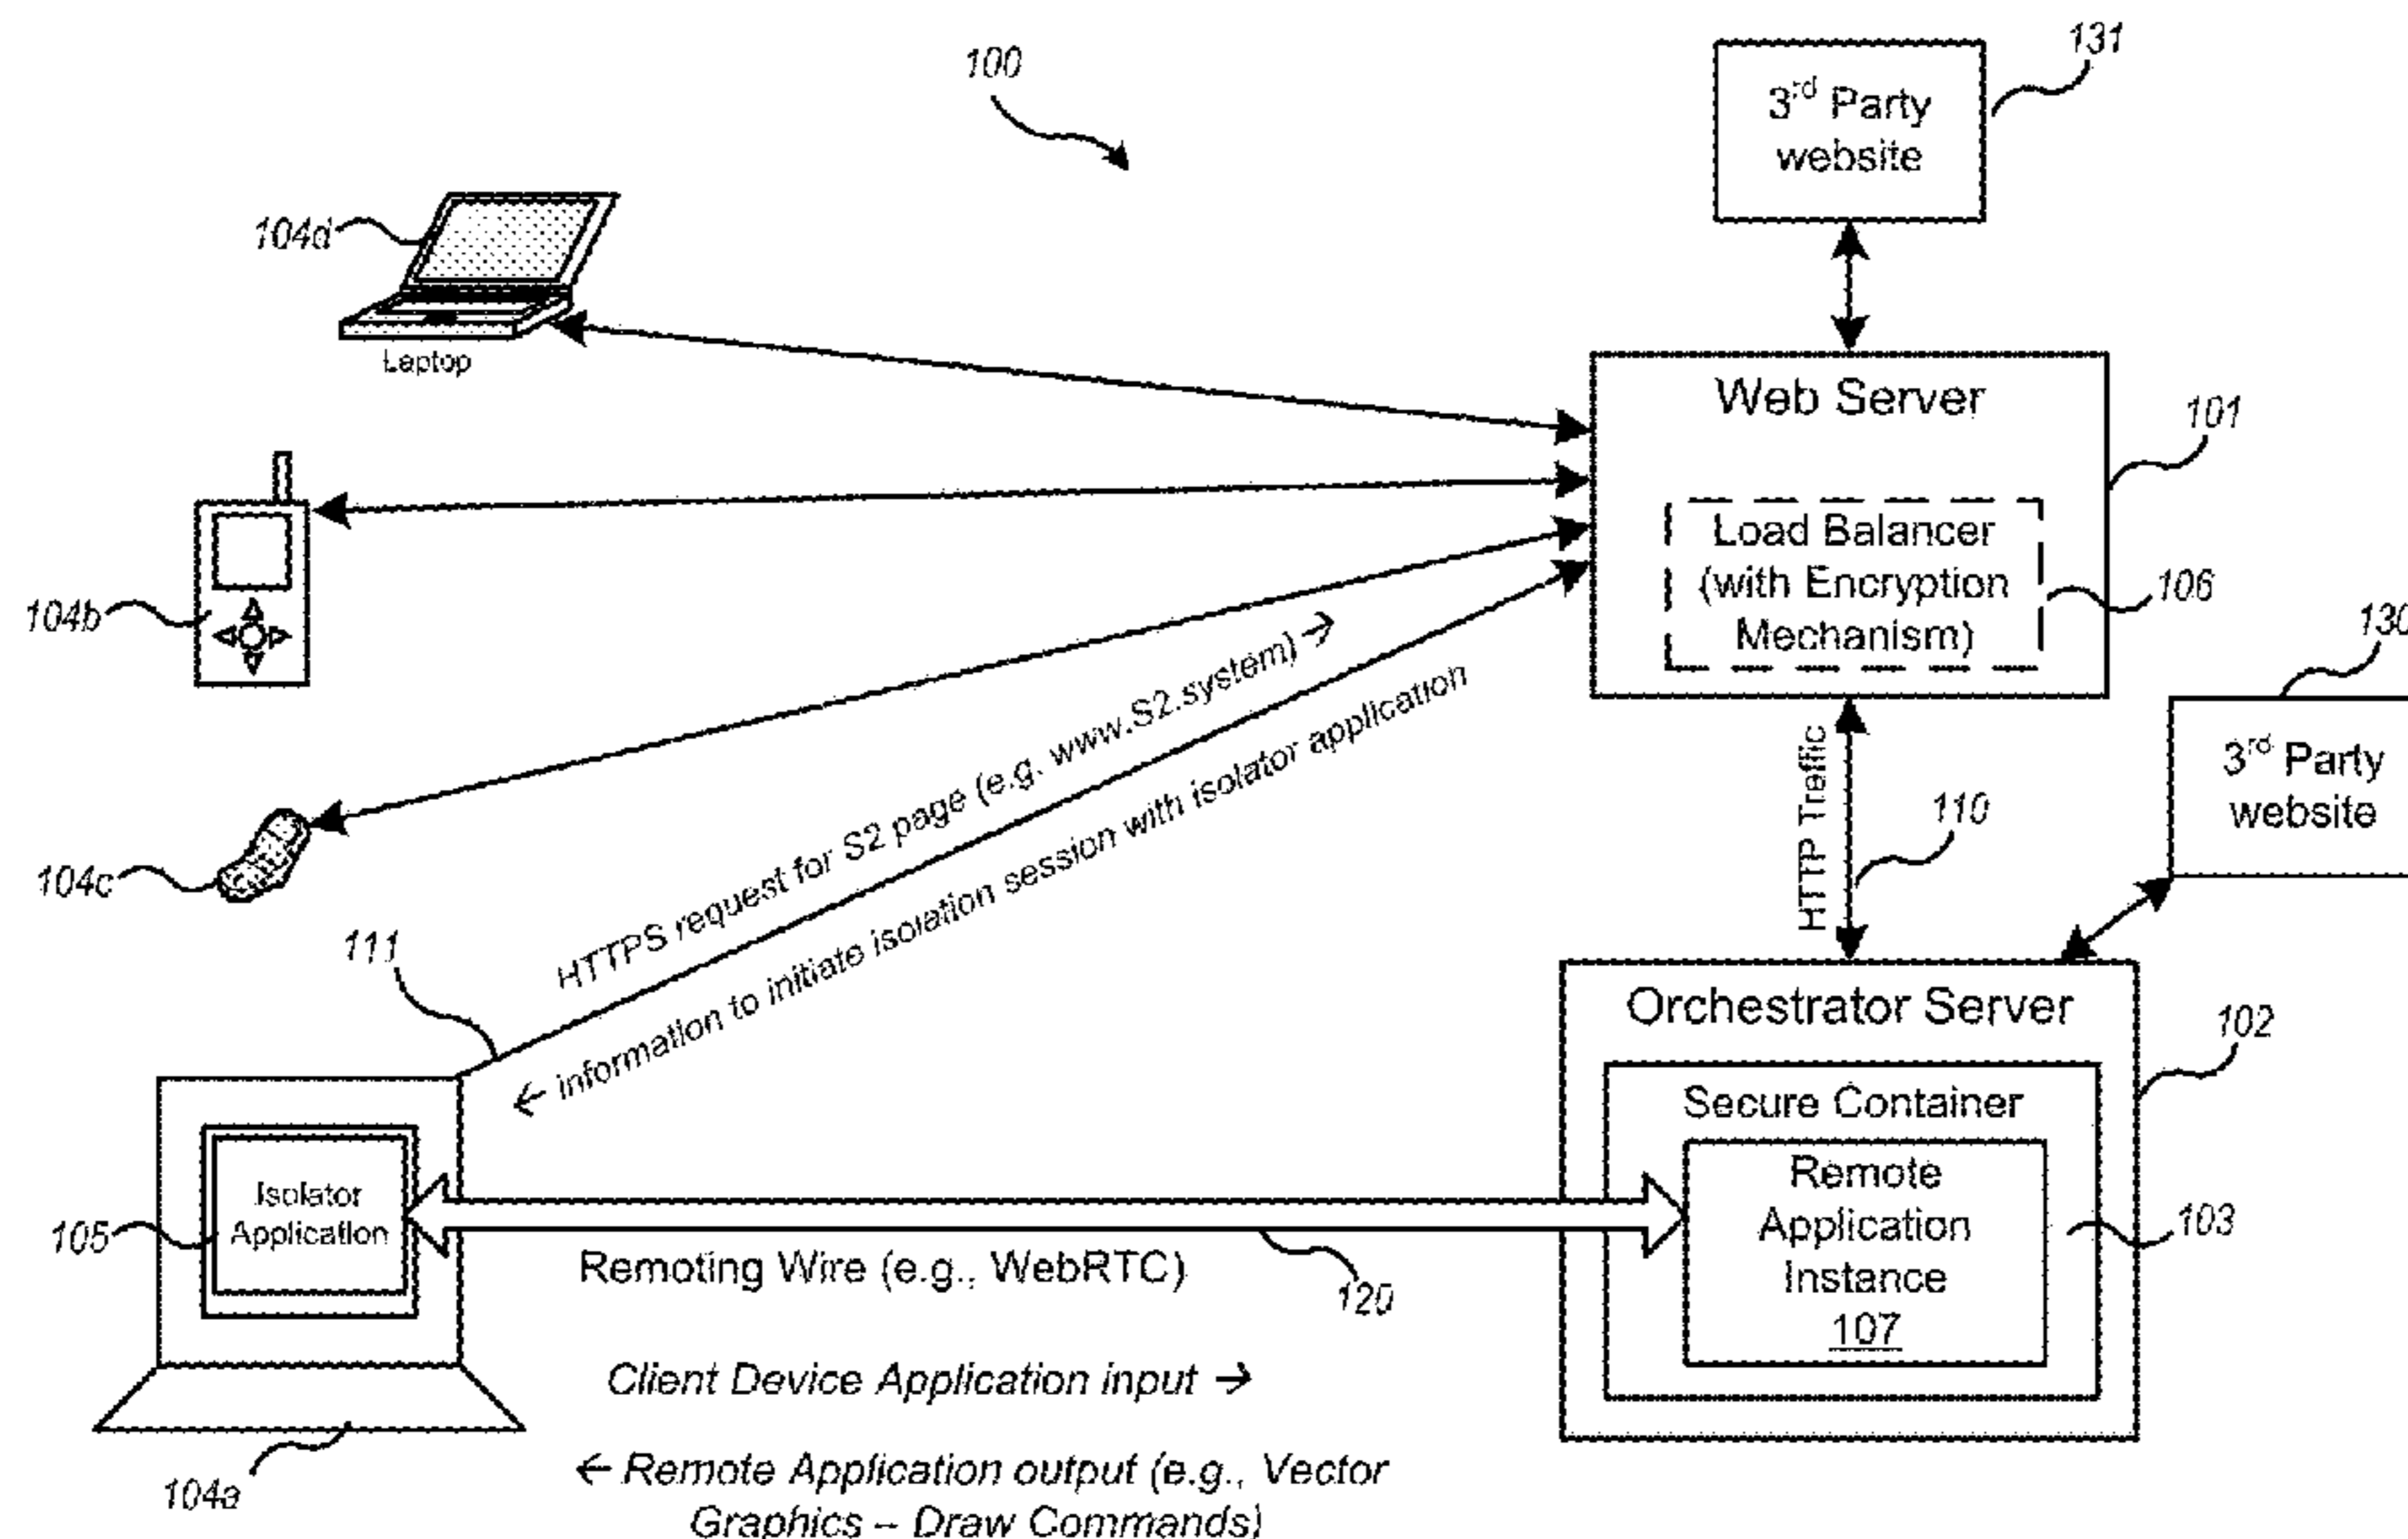 100
131
3rd Party
website
104d
Laptop
Web Server
101
Load Balancer
(with Encryption
Mechanism)
106
104b
130
3rd Party
website
HTTPS request for S2 page (e.g. www.S2.system) →
← information to initiate isolation session with isolator application
HTTP Traffic
110
104c
111
Orchestrator Server
102
Secure Container
Remote
Application
Instance
107
103
Isolator
Application
105
Remoting Wire (e.g., WebRTC)
120
Client Device Application input →
104a
← Remote Application output (e.g., Vector
Graphics – Draw Commands)